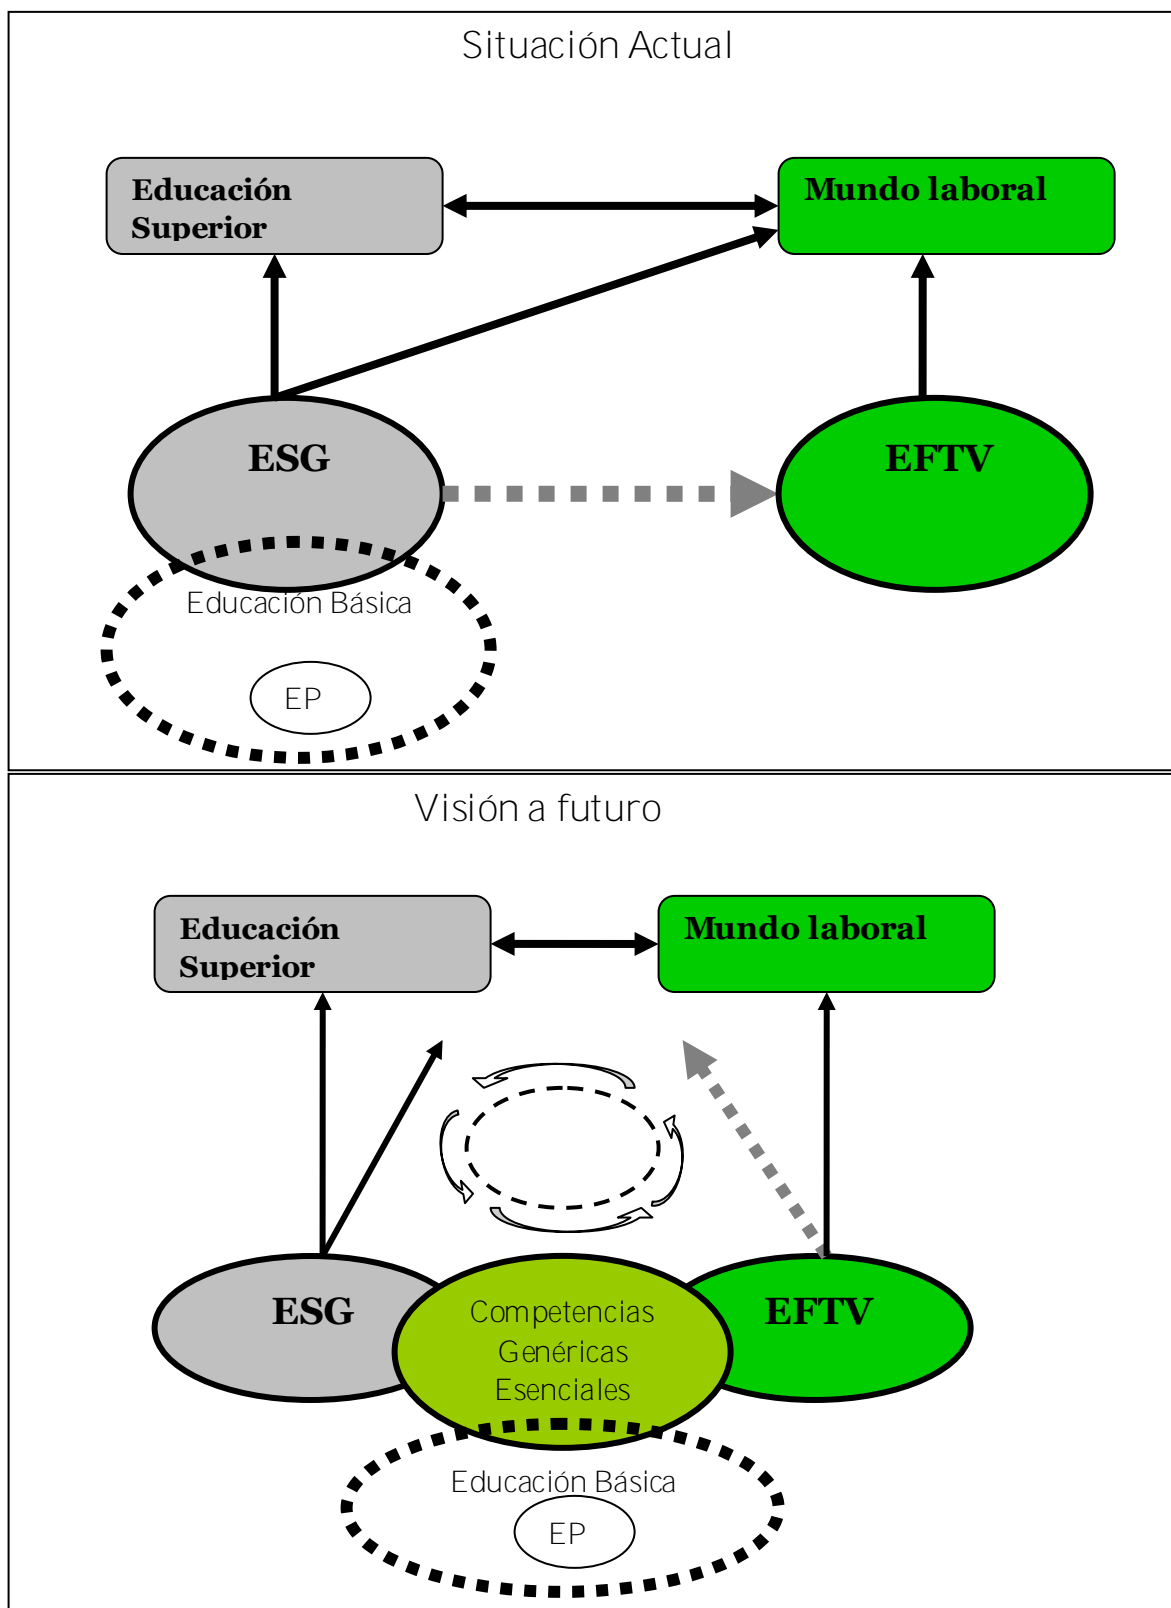 Situación Actual
Educación
Superior
Mundo laboral
ESG
EFTV
Educación Básica
EP
Visión a futuro
Educación
Superior
Mundo laboral
ESG
Competencias
Genéricas
Esenciales
EFTV
Educación Básica
EP